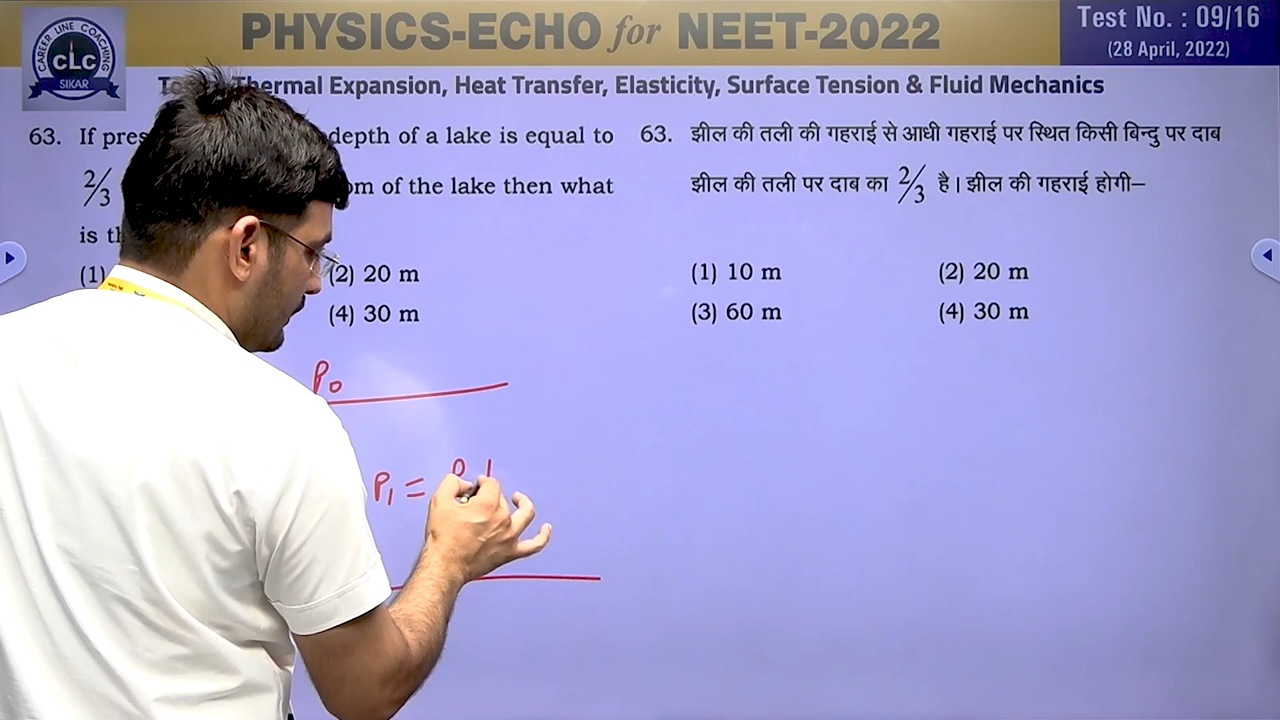 PHYSICS-ECHO for NEET-2022
Test No. : 09/16
(28 April, 2022)
CAREER LINE COACHING
CLC
SIKAR
Thermal Expansion, Heat Transfer, Elasticity, Surface Tension & Fluid Mechanics
63. If depth of a lake is equal to
2/3 of the lake then what
is
(1) (2) 20 m
(4) 30 m
63. झील की तली की गहराई से आधी गहराई पर स्थित किसी बिन्दु पर दाब
झील की तली पर दाब का 2/3 है। झील की गहराई होगी–
(1) 10 m (2) 20 m
(3) 60 m (4) 30 m
P₀
P₁ =